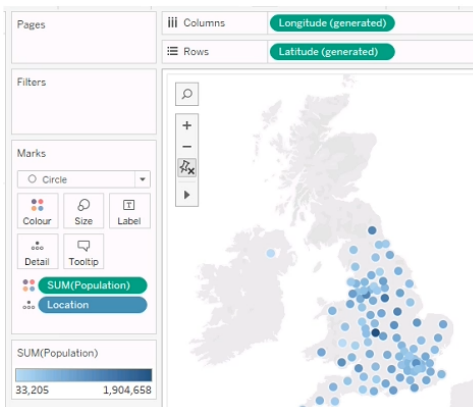 Pages
Filters
Marks
Circle
Colour Size Label
Detail Tooltip
SUM(Population)
Location
SUM(Population)
33,205 1,904,658
Columns Longitude (generated)
Rows Latitude (generated)